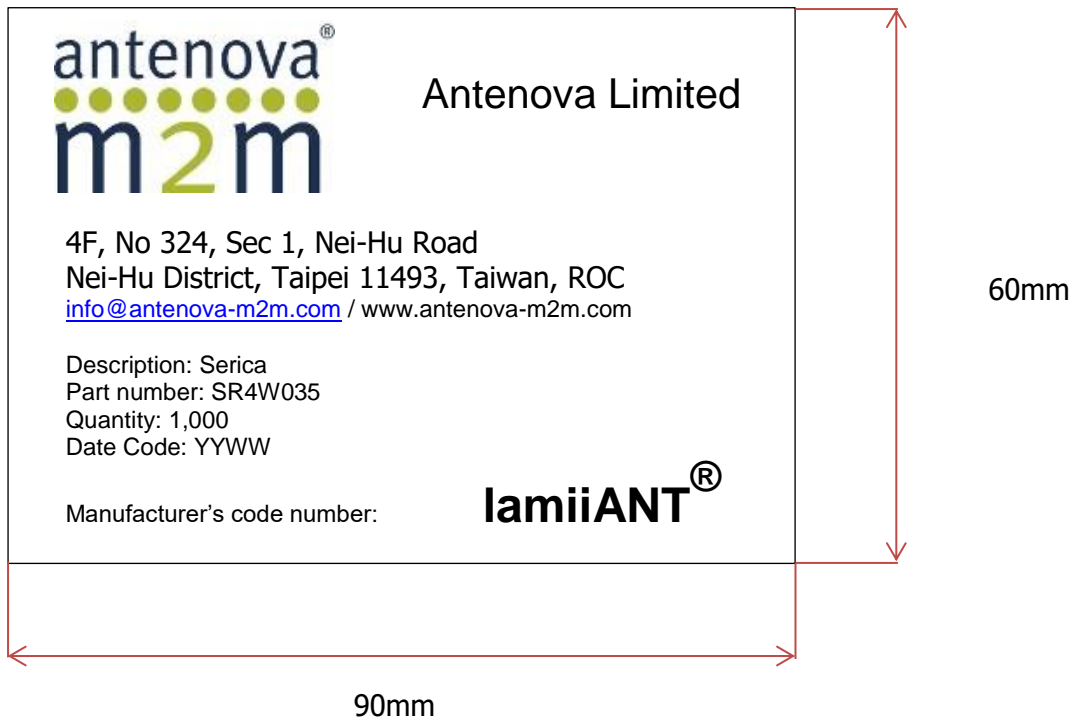 antenova®
m2m
Antenova Limited
4F, No 324, Sec 1, Nei-Hu Road
Nei-Hu District, Taipei 11493, Taiwan, ROC
info@antenova-m2m.com / www.antenova-m2m.com
Description: Serica
Part number: SR4W035
Quantity: 1,000
Date Code: YYWW
Manufacturer’s code number:
lamiiANT®
60mm
90mm